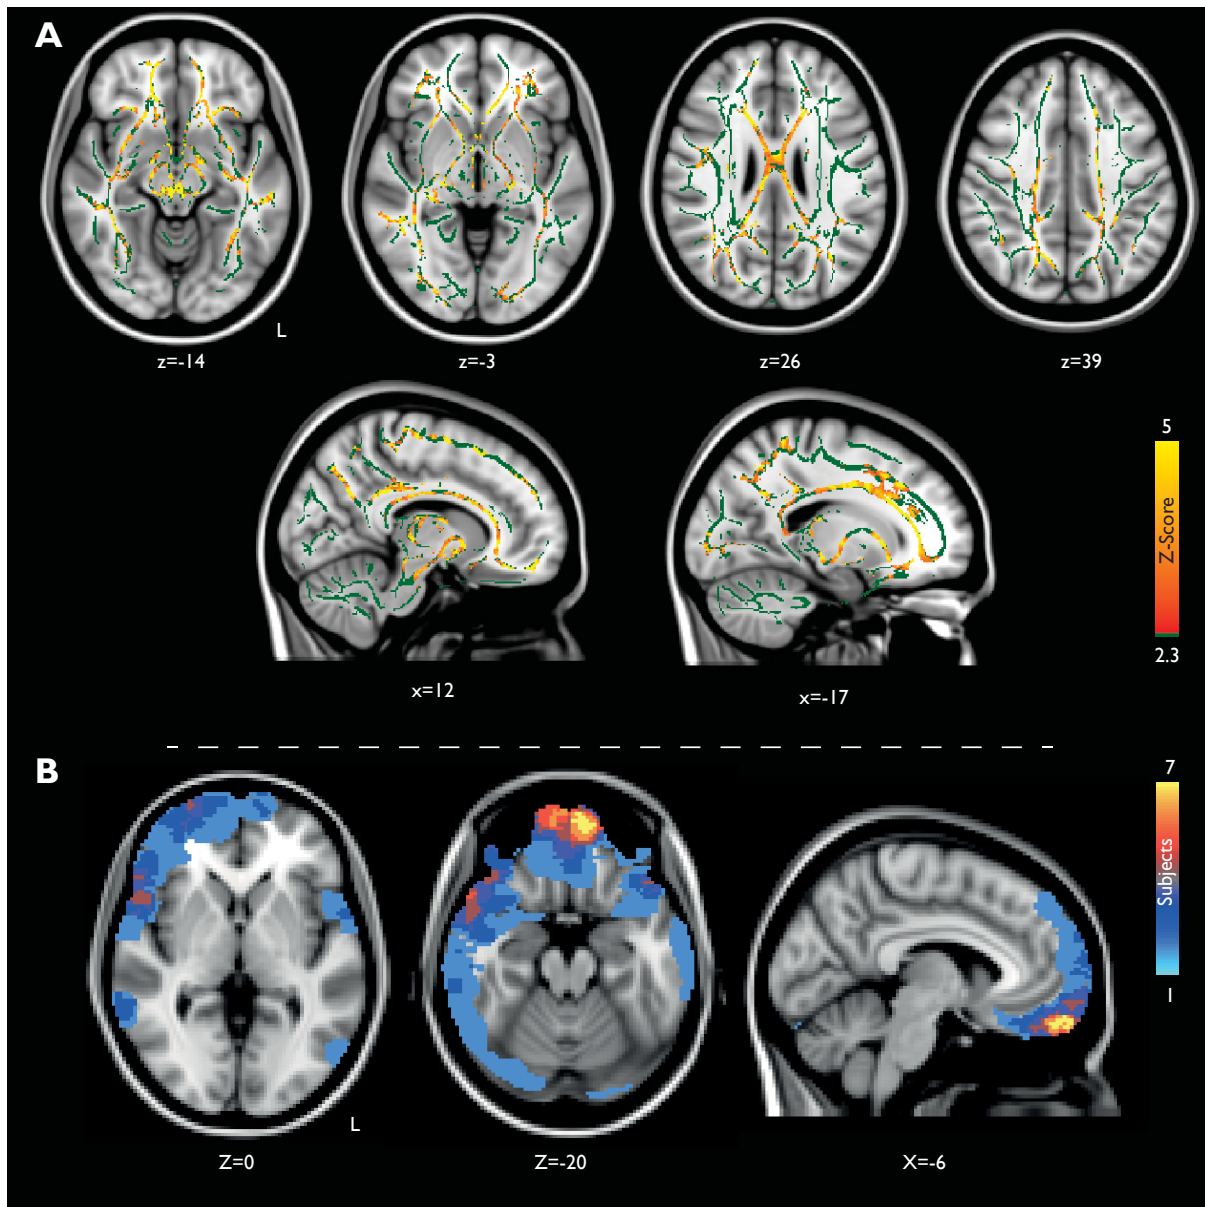 A
L
z=-14
z=-3
z=26
z=39
5
Z-Score
2.3
x=12
x=-17
B
7
Subjects
1
L
Z=0
Z=-20
X=-6